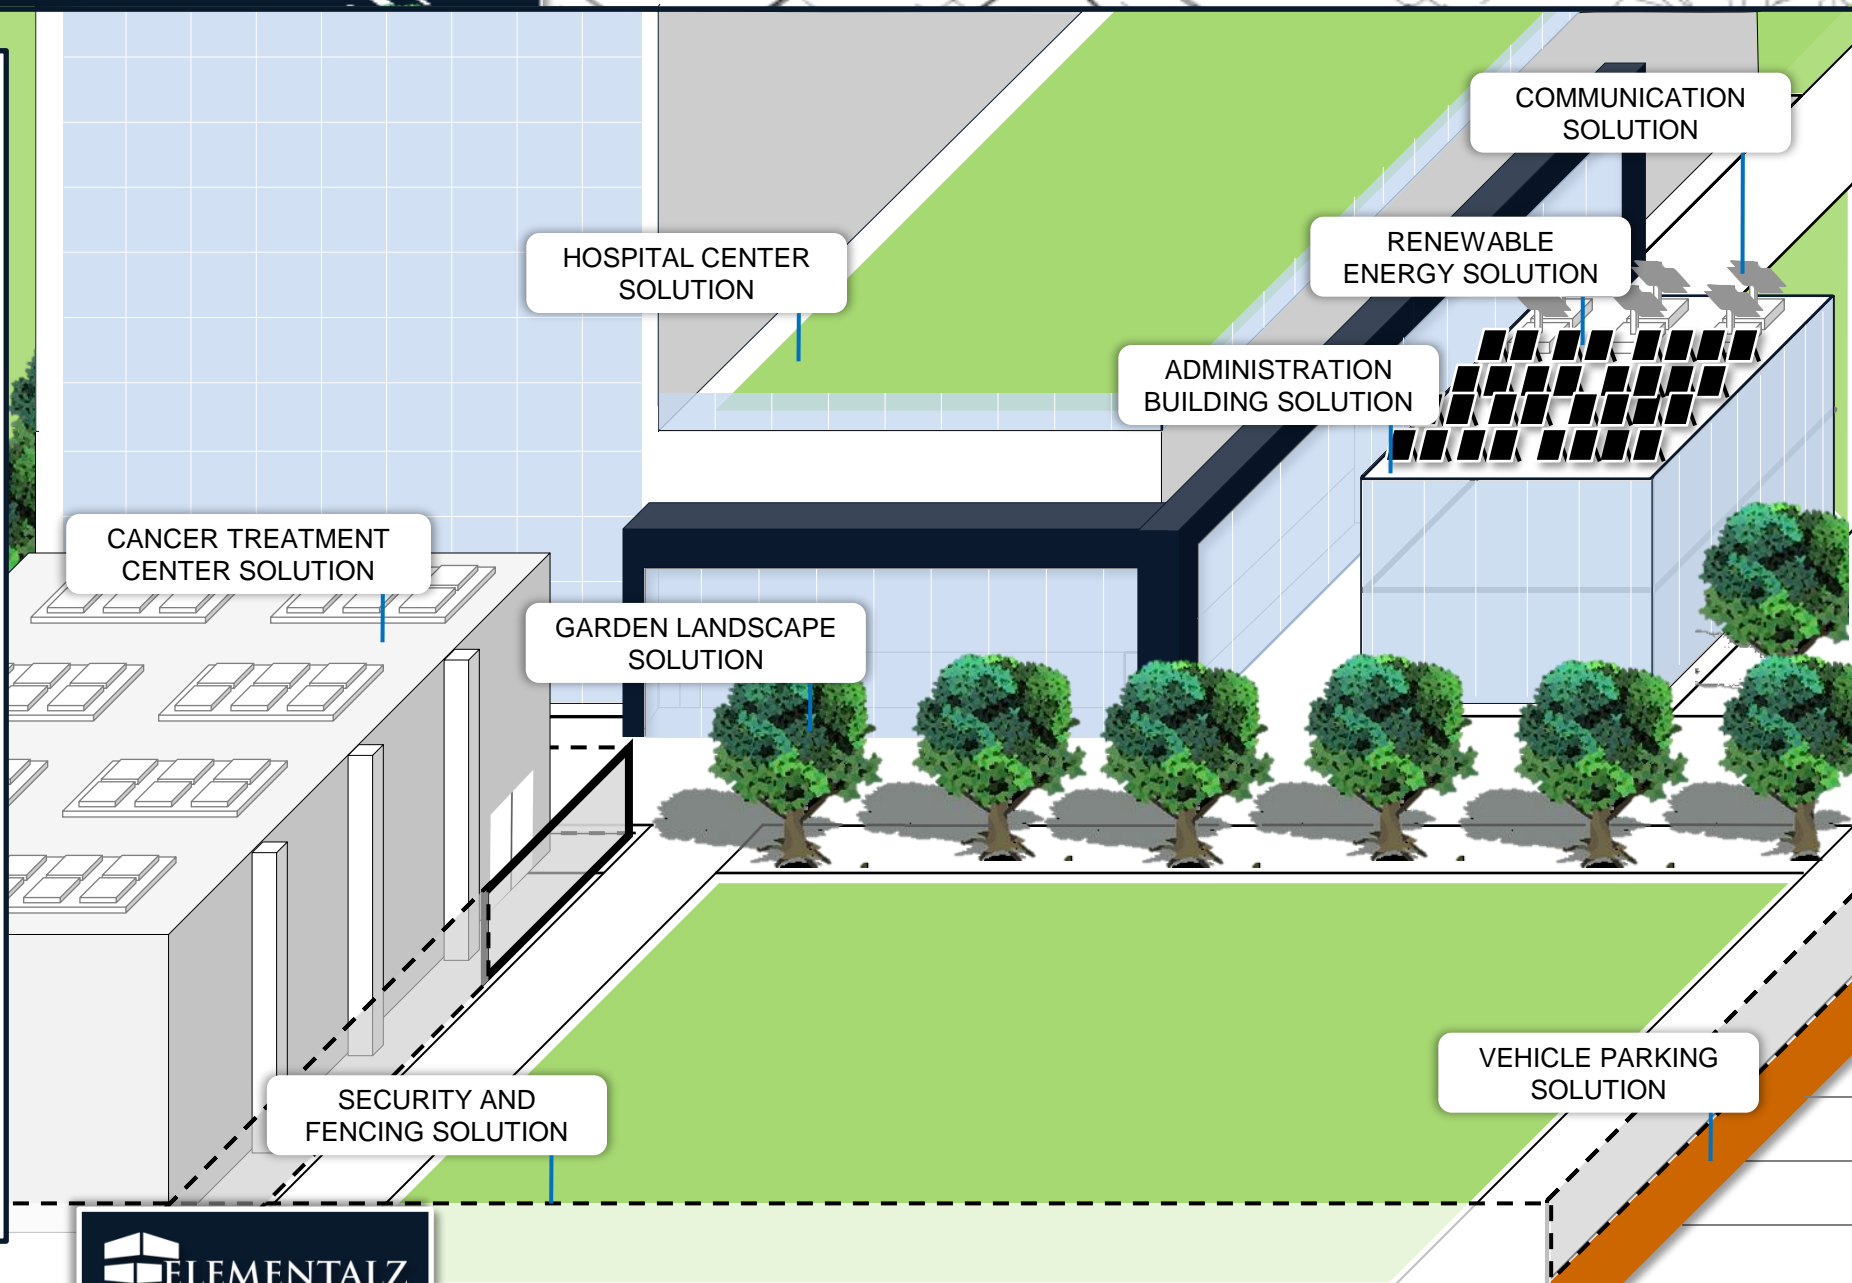 COMMUNICATION
SOLUTION
HOSPITAL CENTER
SOLUTION
RENEWABLE
ENERGY SOLUTION
ADMINISTRATION
BUILDING SOLUTION
CANCER TREATMENT
CENTER SOLUTION
GARDEN LANDSCAPE
SOLUTION
VEHICLE PARKING
SOLUTION
SECURITY AND
FENCING SOLUTION
ELEMENTALZ